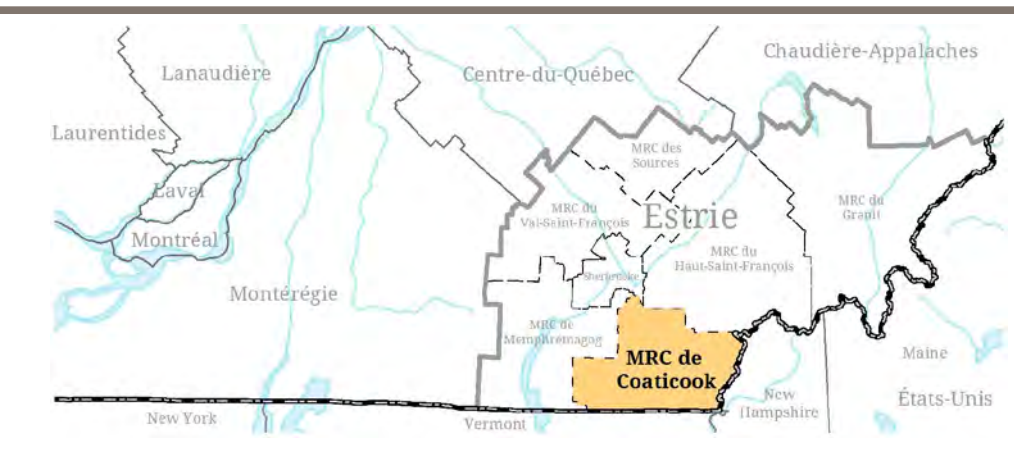 Chaudière-Appalaches
Lanaudière
Centre-du-Québec
Laurentides
MRC des
Sources
Laval
MRC du
Val-Saint-François
Estrie
MRC du
Granit
Montréal
MRC du
Haut-Saint-François
Sherbrooke
Montérégie
MRC de
Memphrémagog
MRC de
Coaticook
Maine
États-Unis
New
Hampshire
New York
Vermont